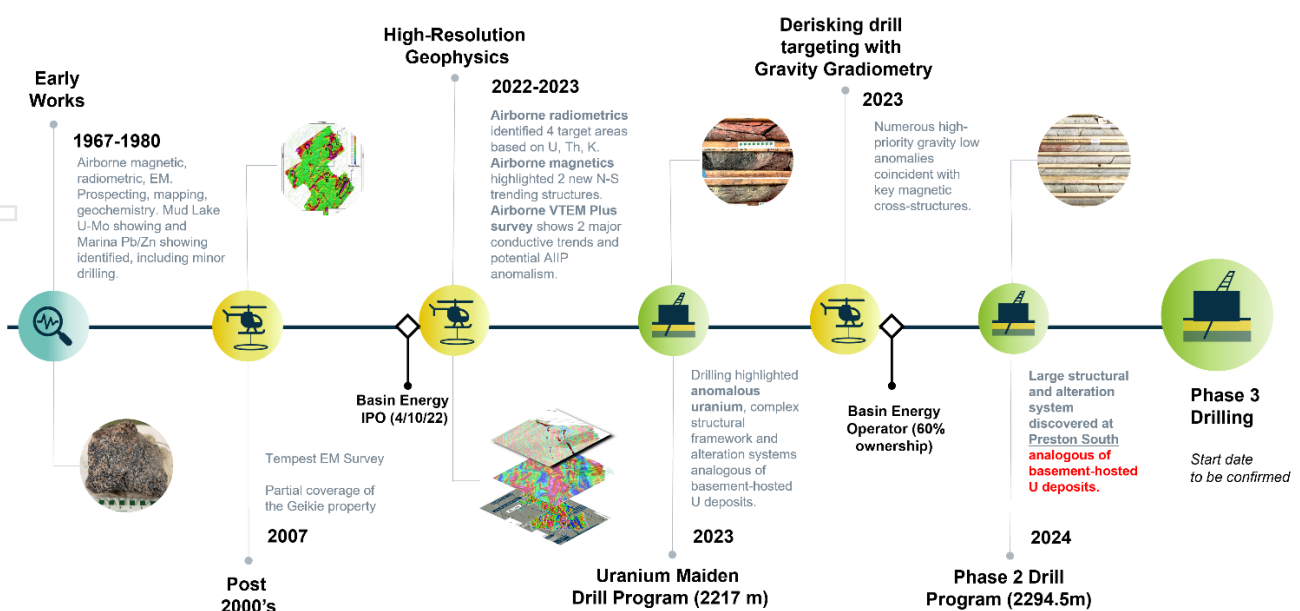 Early
Works
1967-1980
Airborne magnetic,
radiometric, EM.
Prospecting, mapping,
geochemistry. Mud Lake
U-Mo showing and
Marina Pb/Zn showing
identified, including minor
drilling.
Tempest EM Survey
Partial coverage of
the Geikie property
2007
Post
2000's
Basin Energy
IPO (4/10/22)
High-Resolution
Geophysics
2022-2023
Airborne radiometrics
identified 4 target areas
based on U, Th, K.
Airborne magnetics
highlighted 2 new N-S
trending structures.
Airborne VTEM Plus
survey shows 2 major
conductive trends and
potential AIIP
anomalism.
Drilling highlighted
anomalous
uranium, complex
structural
framework and
alteration systems
analogous of
basement-hosted
U deposits.
2023
Uranium Maiden
Drill Program (2217 m)
Derisking drill
targeting with
Gravity Gradiometry
2023
Numerous high-
priority gravity low
anomalies
coincident with
key magnetic
cross-structures.
Basin Energy
Operator (60%
ownership)
Large structural
and alteration
system
discovered at
Preston South
analogous of
basement-hosted
U deposits.
2024
Phase 2 Drill
Program (2294.5m)
Phase 3
Drilling
Start date
to be confirmed